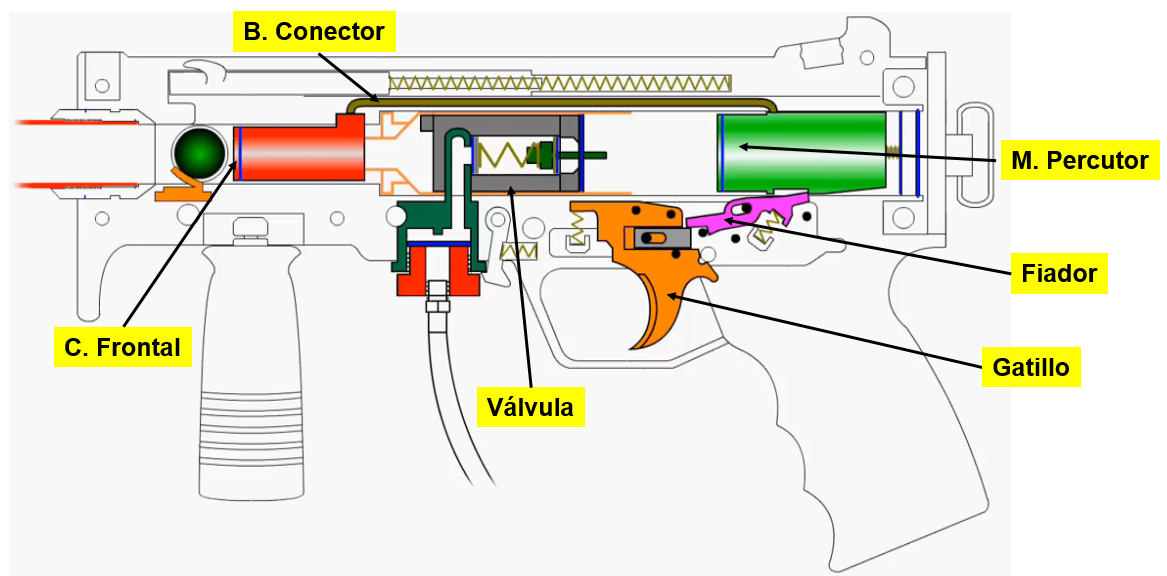 B. Conector
M. Percutor
Fiador
C. Frontal
Gatillo
Válvula